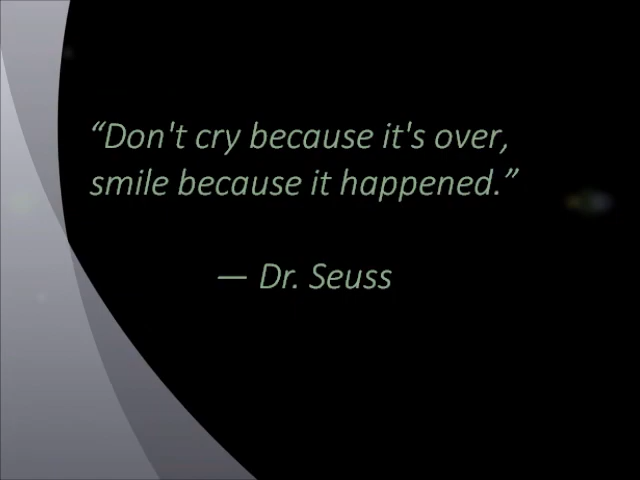 “Don't cry because it's over,
smile because it happened.”
— Dr. Seuss